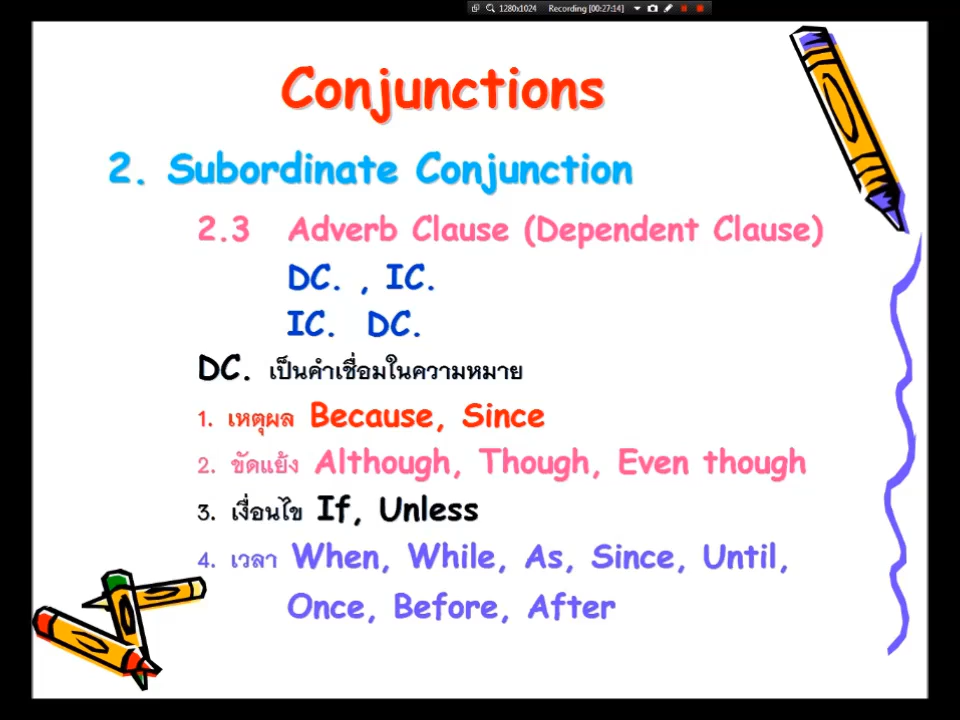 1280x1024 Recording [00:27:14]
Conjunctions
2. Subordinate Conjunction
2.3 Adverb Clause (Dependent Clause)
DC. , IC.
IC. DC.
DC. เป็นคำเชื่อมในความหมาย
1. เหตุผล Because, Since
2. ขัดแย้ง Although, Though, Even though
3. เงื่อนไข If, Unless
4. เวลา When, While, As, Since, Until,
Once, Before, After